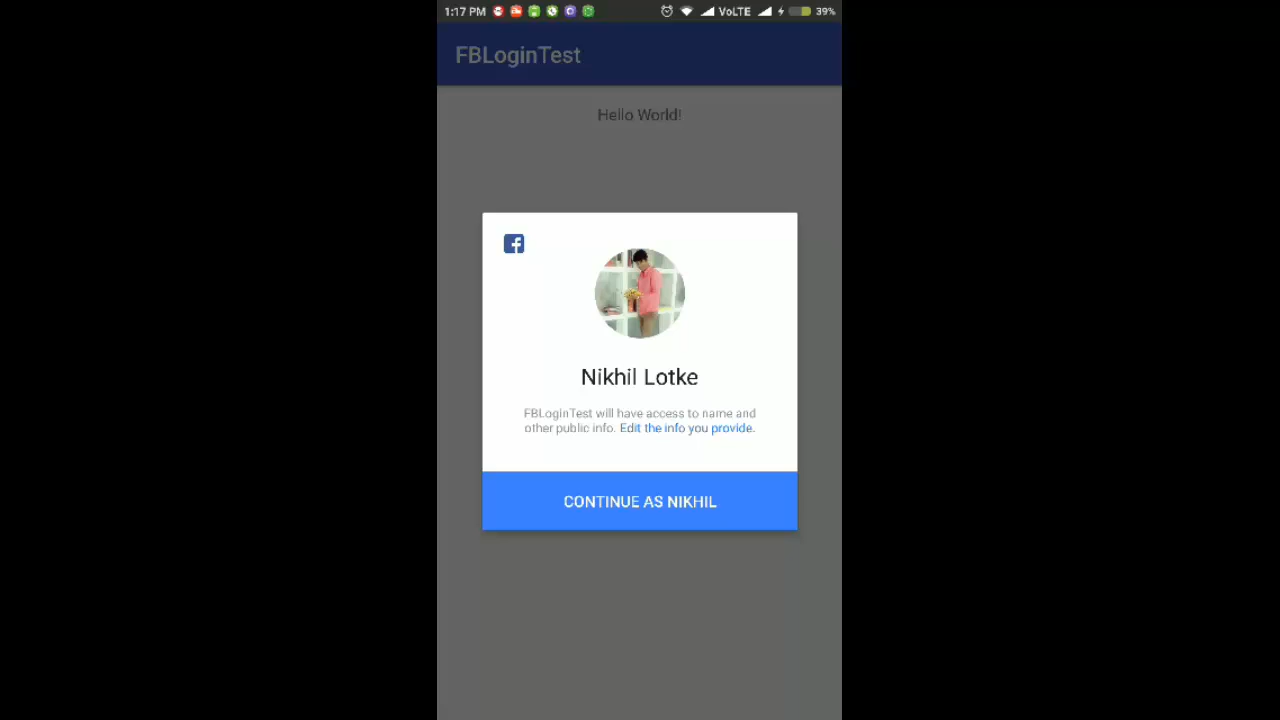 1:17 PM VoLTE 39%
FBLoginTest
Hello World!
Nikhil Lotke
FBLoginTest will have access to name and
other public info. Edit the info you provide.
CONTINUE AS NIKHIL